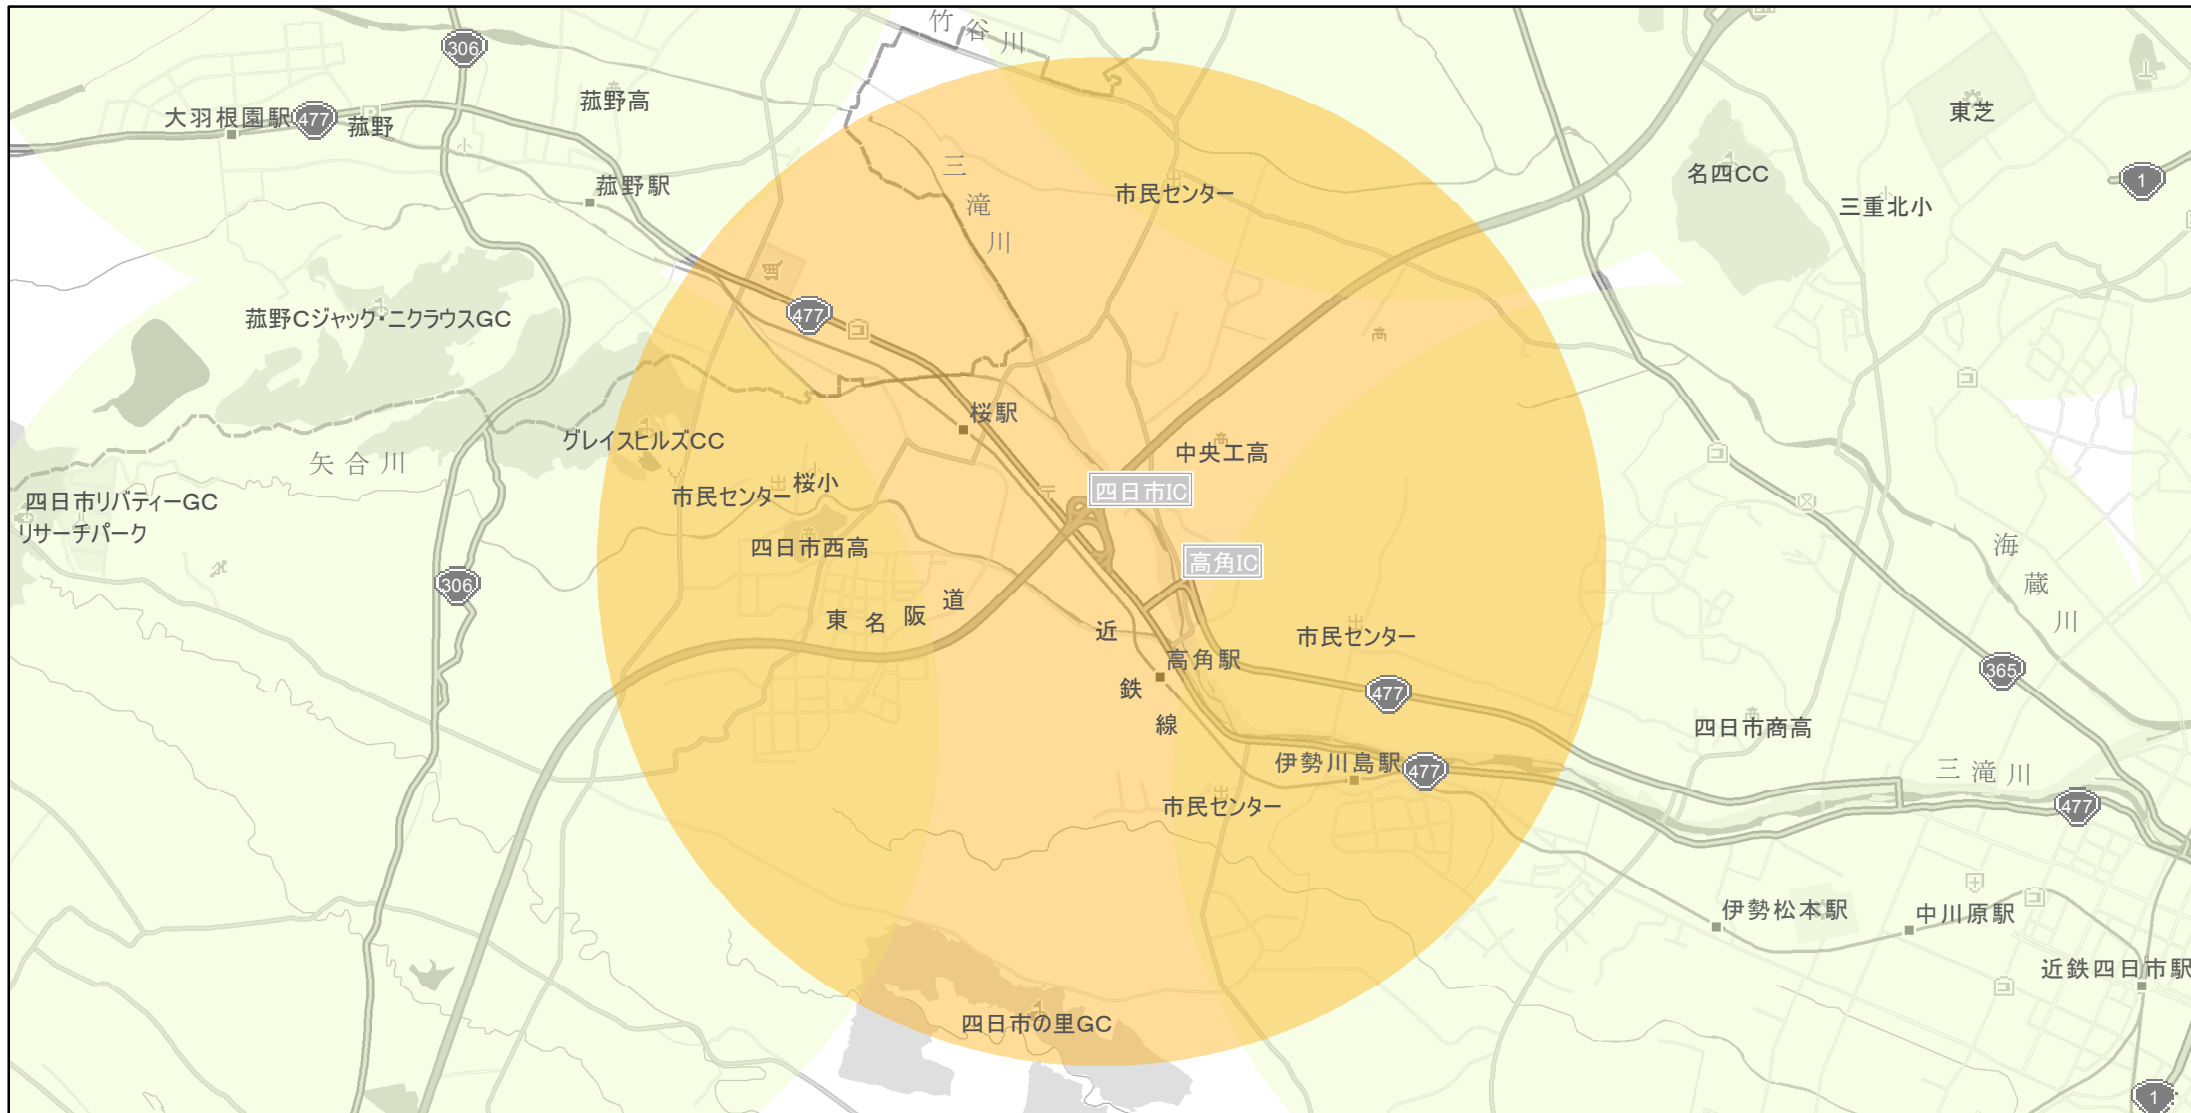 竹谷川
306
大羽根園駅
477
菰野
菰野高
東芝
三滝川
市民センター
名四CC
1
菰野駅
三重北小
菰野Cジャック・ニクラウスGC
477
桜駅
グレイスヒルズCC
中央工高
矢合川
市民センター
桜小
四日市IC
四日市リバティーGC
リサーチパーク
四日市西高
高角IC
海蔵川
306
東名阪道
近鉄線
市民センター
高角駅
365
477
四日市商高
伊勢川島駅
477
三滝川
市民センター
477
伊勢松本駅
中川原駅
近鉄四日市駅
四日市の里GC
1